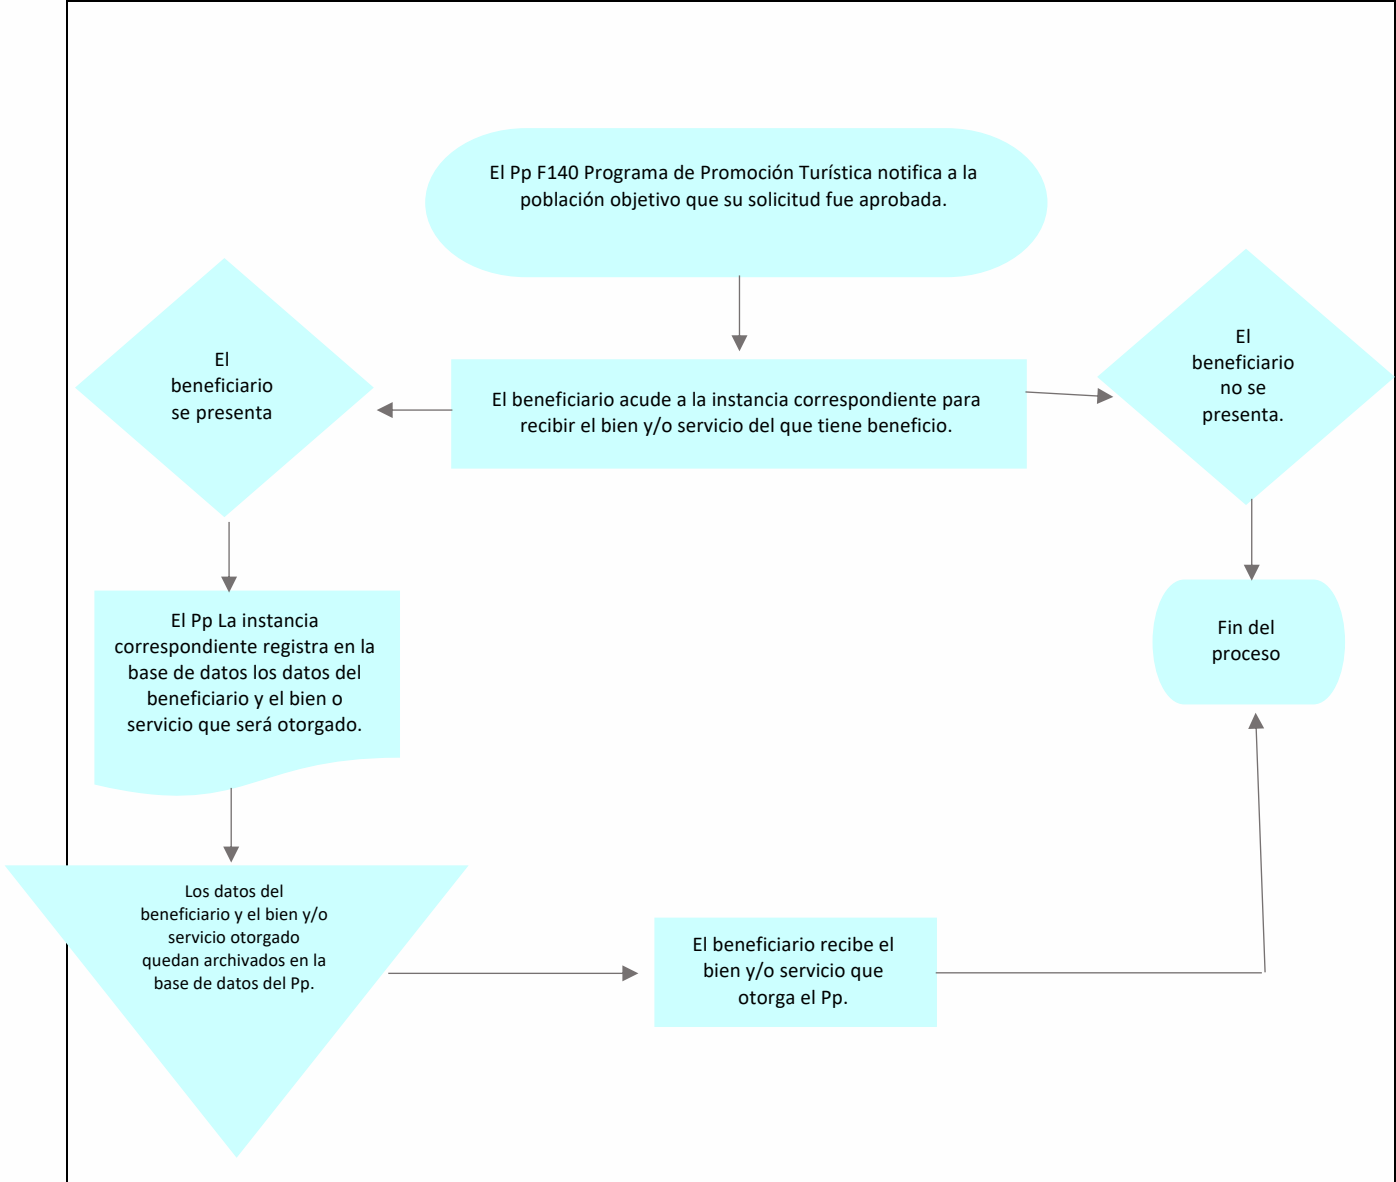 El Pp F140 Programa de Promoción Turística notifica a la
población objetivo que su solicitud fue aprobada.
El
beneficiario
se presenta
El beneficiario acude a la instancia correspondiente para
recibir el bien y/o servicio del que tiene beneficio.
El
beneficiario
no se
presenta.
El Pp La instancia
correspondiente registra en la
base de datos los datos del
beneficiario y el bien o
servicio que será otorgado.
Fin del
proceso
Los datos del
beneficiario y el bien y/o
servicio otorgado
quedan archivados en la
base de datos del Pp.
El beneficiario recibe el
bien y/o servicio que
otorga el Pp.